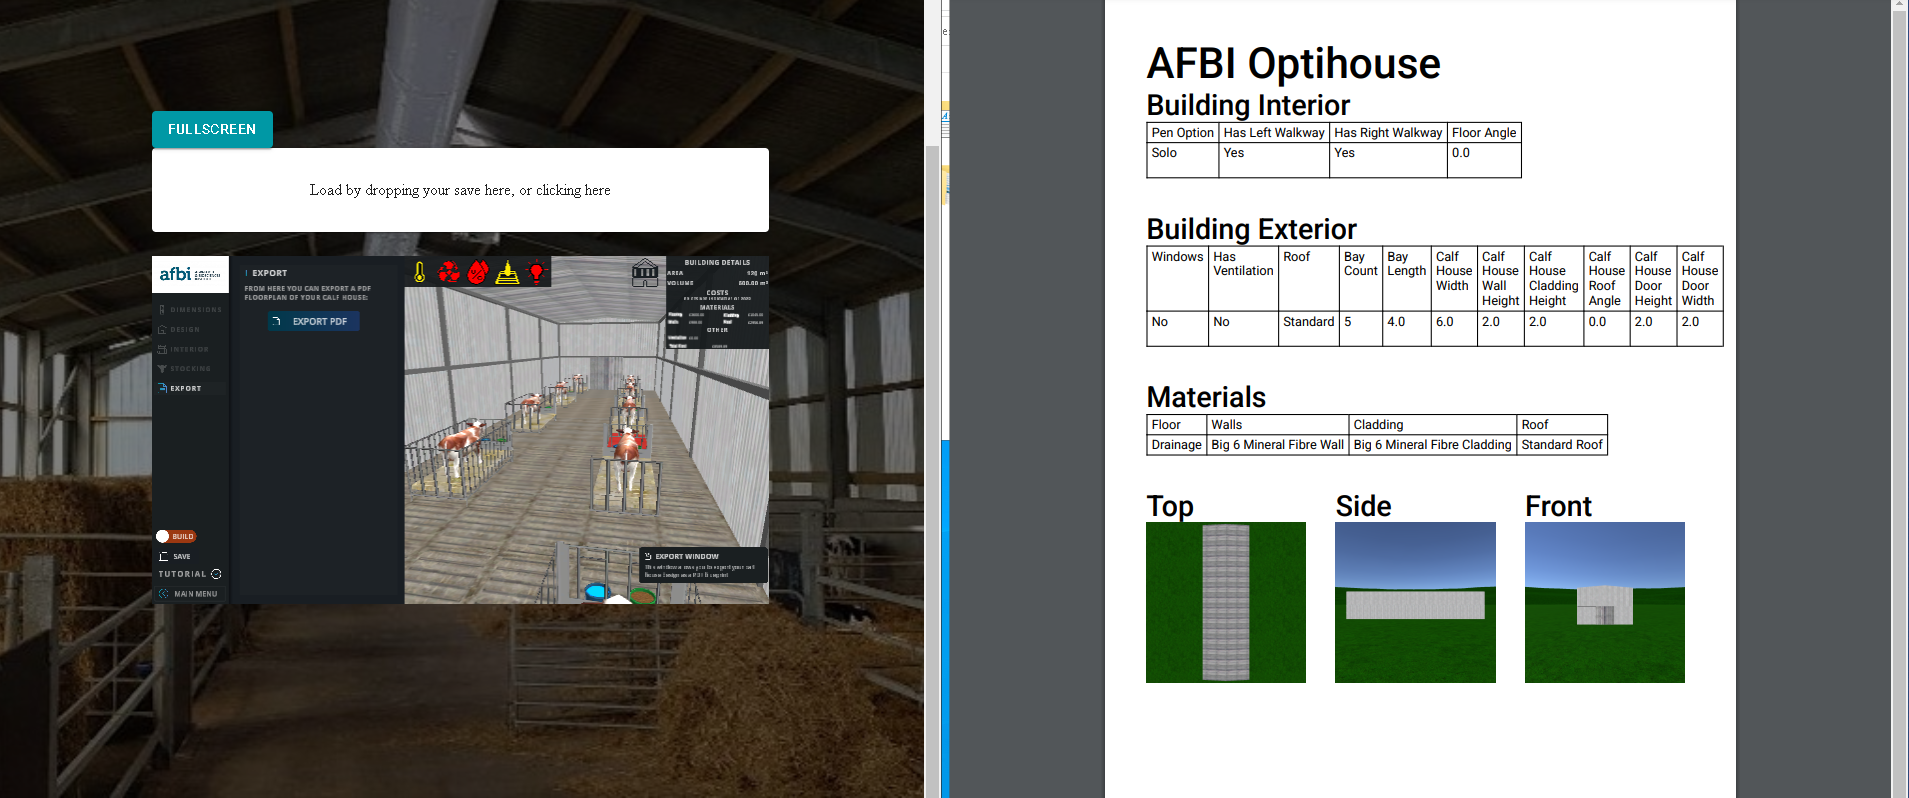 FULLSCREEN
Load by dropping your save here, or clicking here
afbi
DIMENSIONS
DESIGN
INTERIOR
STOCKING
EXPORT
BUILD
SAVE
TUTORIAL
MAIN MENU
EXPORT
FROM HERE YOU CAN EXPORT A PDF
FLOORPLAN OF YOUR CALF HOUSE:
EXPORT PDF
BUILDING DETAILS
AREA 120 m²
VOLUME
COSTS
MATERIALS
OTHER
EXPORT WINDOW
AFBI Optihouse
Building Interior
Pen Option Has Left Walkway Has Right Walkway Floor Angle
Solo Yes Yes 0.0
Building Exterior
Windows Has Ventilation Roof Bay Count Bay Length Calf House Width Calf House Wall Height Calf House Cladding Height Calf House Roof Angle Calf House Door Height Calf House Door Width
No No Standard 5 4.0 6.0 2.0 2.0 0.0 2.0 2.0
Materials
Floor Walls Cladding Roof
Drainage Big 6 Mineral Fibre Wall Big 6 Mineral Fibre Cladding Standard Roof
Top Side Front